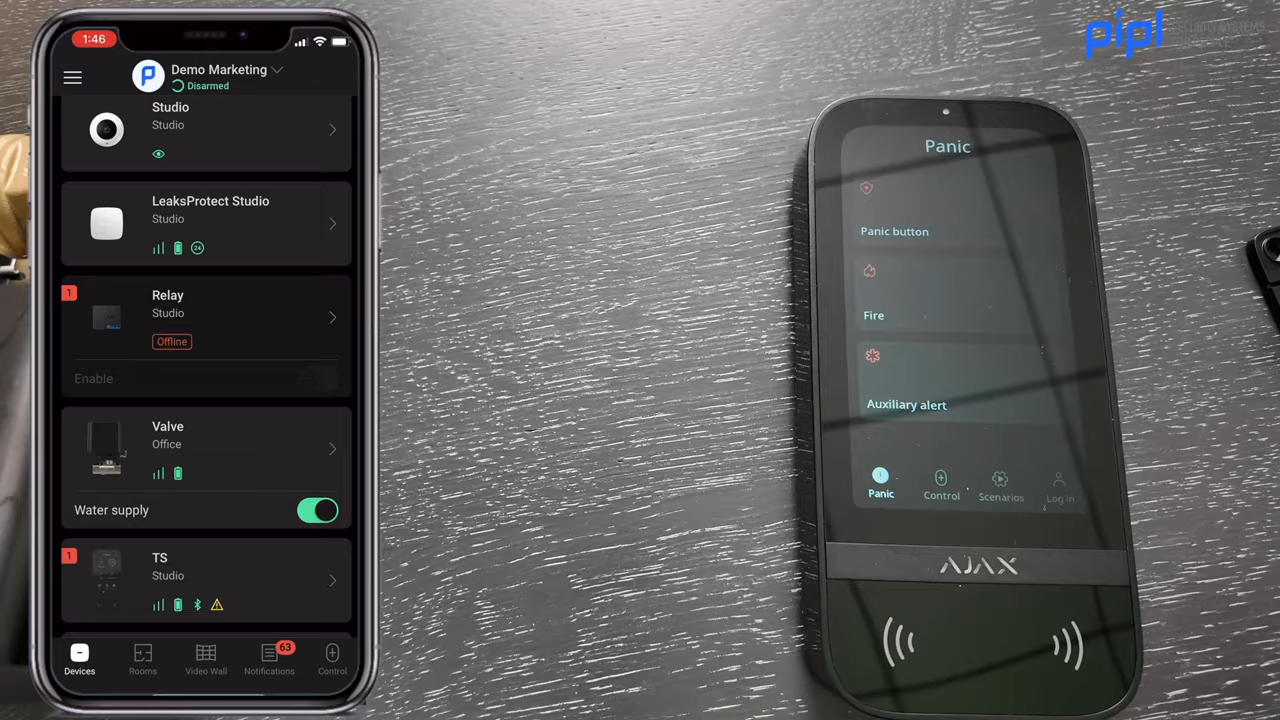 1:46
Demo Marketing
Disarmed
Studio
Studio
LeaksProtect Studio
Studio
24
1
Relay
Studio
Offline
Enable
Valve
Office
Water supply
1
TS
Studio
63
Devices
Rooms
Video Wall
Notifications
Control
pipl
Panic
Panic button
Fire
Auxiliary alert
Panic
Control
Scenarios
Log in
AJAX